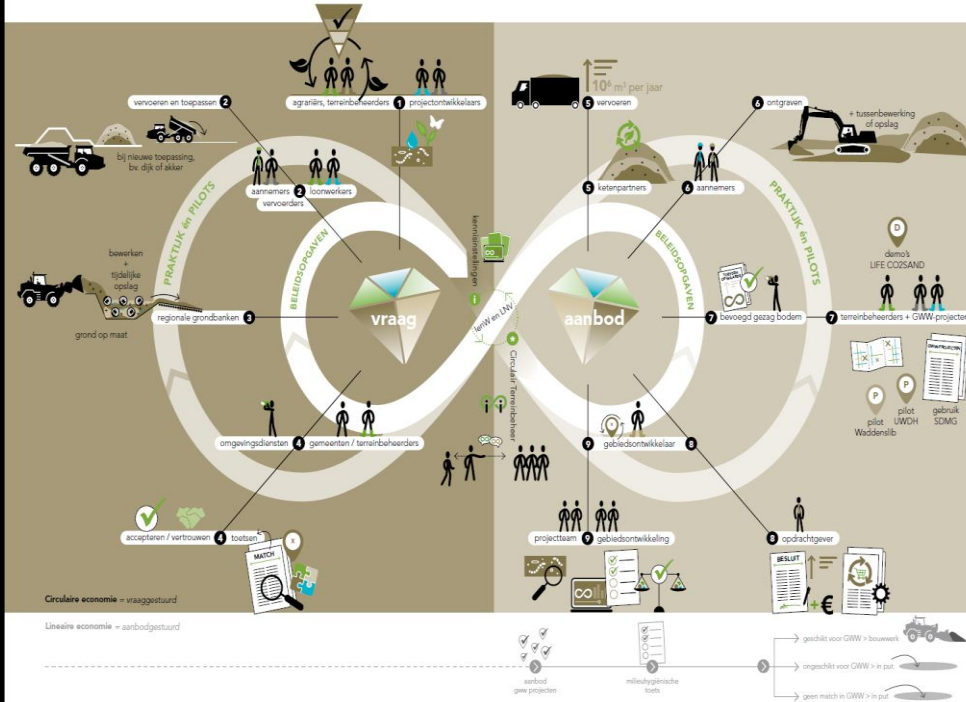 10⁶ m³ per jaar
vervoeren en toepassen 2
agrariërs, terreinbeheerders 1 projectontwikkelaars
5 vervoeren
6 ontgraven
+ tussenbewerking
of opslag
bij nieuwe toepassing,
bv. dijk of akker
aannemers 2 loonwerkers
vervoerders
5 ketenpartners
6 aannemers
PRAKTIJK én PILOTS
BELEIDSOPGAVEN
kennisinstellingen
i
BELEIDSOPGAVEN
PRAKTIJK én PILOTS
D
demo's
LIFE CO2SAND
bewerken
+
tijdelijke
opslag
grond op maat
regionale grondbanken 3
vraag
IenW en LNV
aanbod
7 bevoegd gezag bodem
7 terreinbeheerders + GWW-projecten
Circulair Terreinbeheer
GWW PROJECTEN
P
pilot
Waddenslib
P
pilot
UWDH
gebruik
SDMG
omgevingsdiensten 4 gemeenten / terreinbeheerders
9 gebiedsontwikkelaar 8
accepteren / vertrouwen 4 toetsen
MATCH
x
projectteam 9 gebiedsontwikkeling
8 opdrachtgever
BESLUIT
+€
Circulaire economie = vraaggestuurd
Lineaire economie = aanbodgestuurd
aanbod
gww projecten
milieuhygiënische
toets
geschikt voor GWW > bouwwerk
ongeschikt voor GWW > in put
geen match in GWW > in put